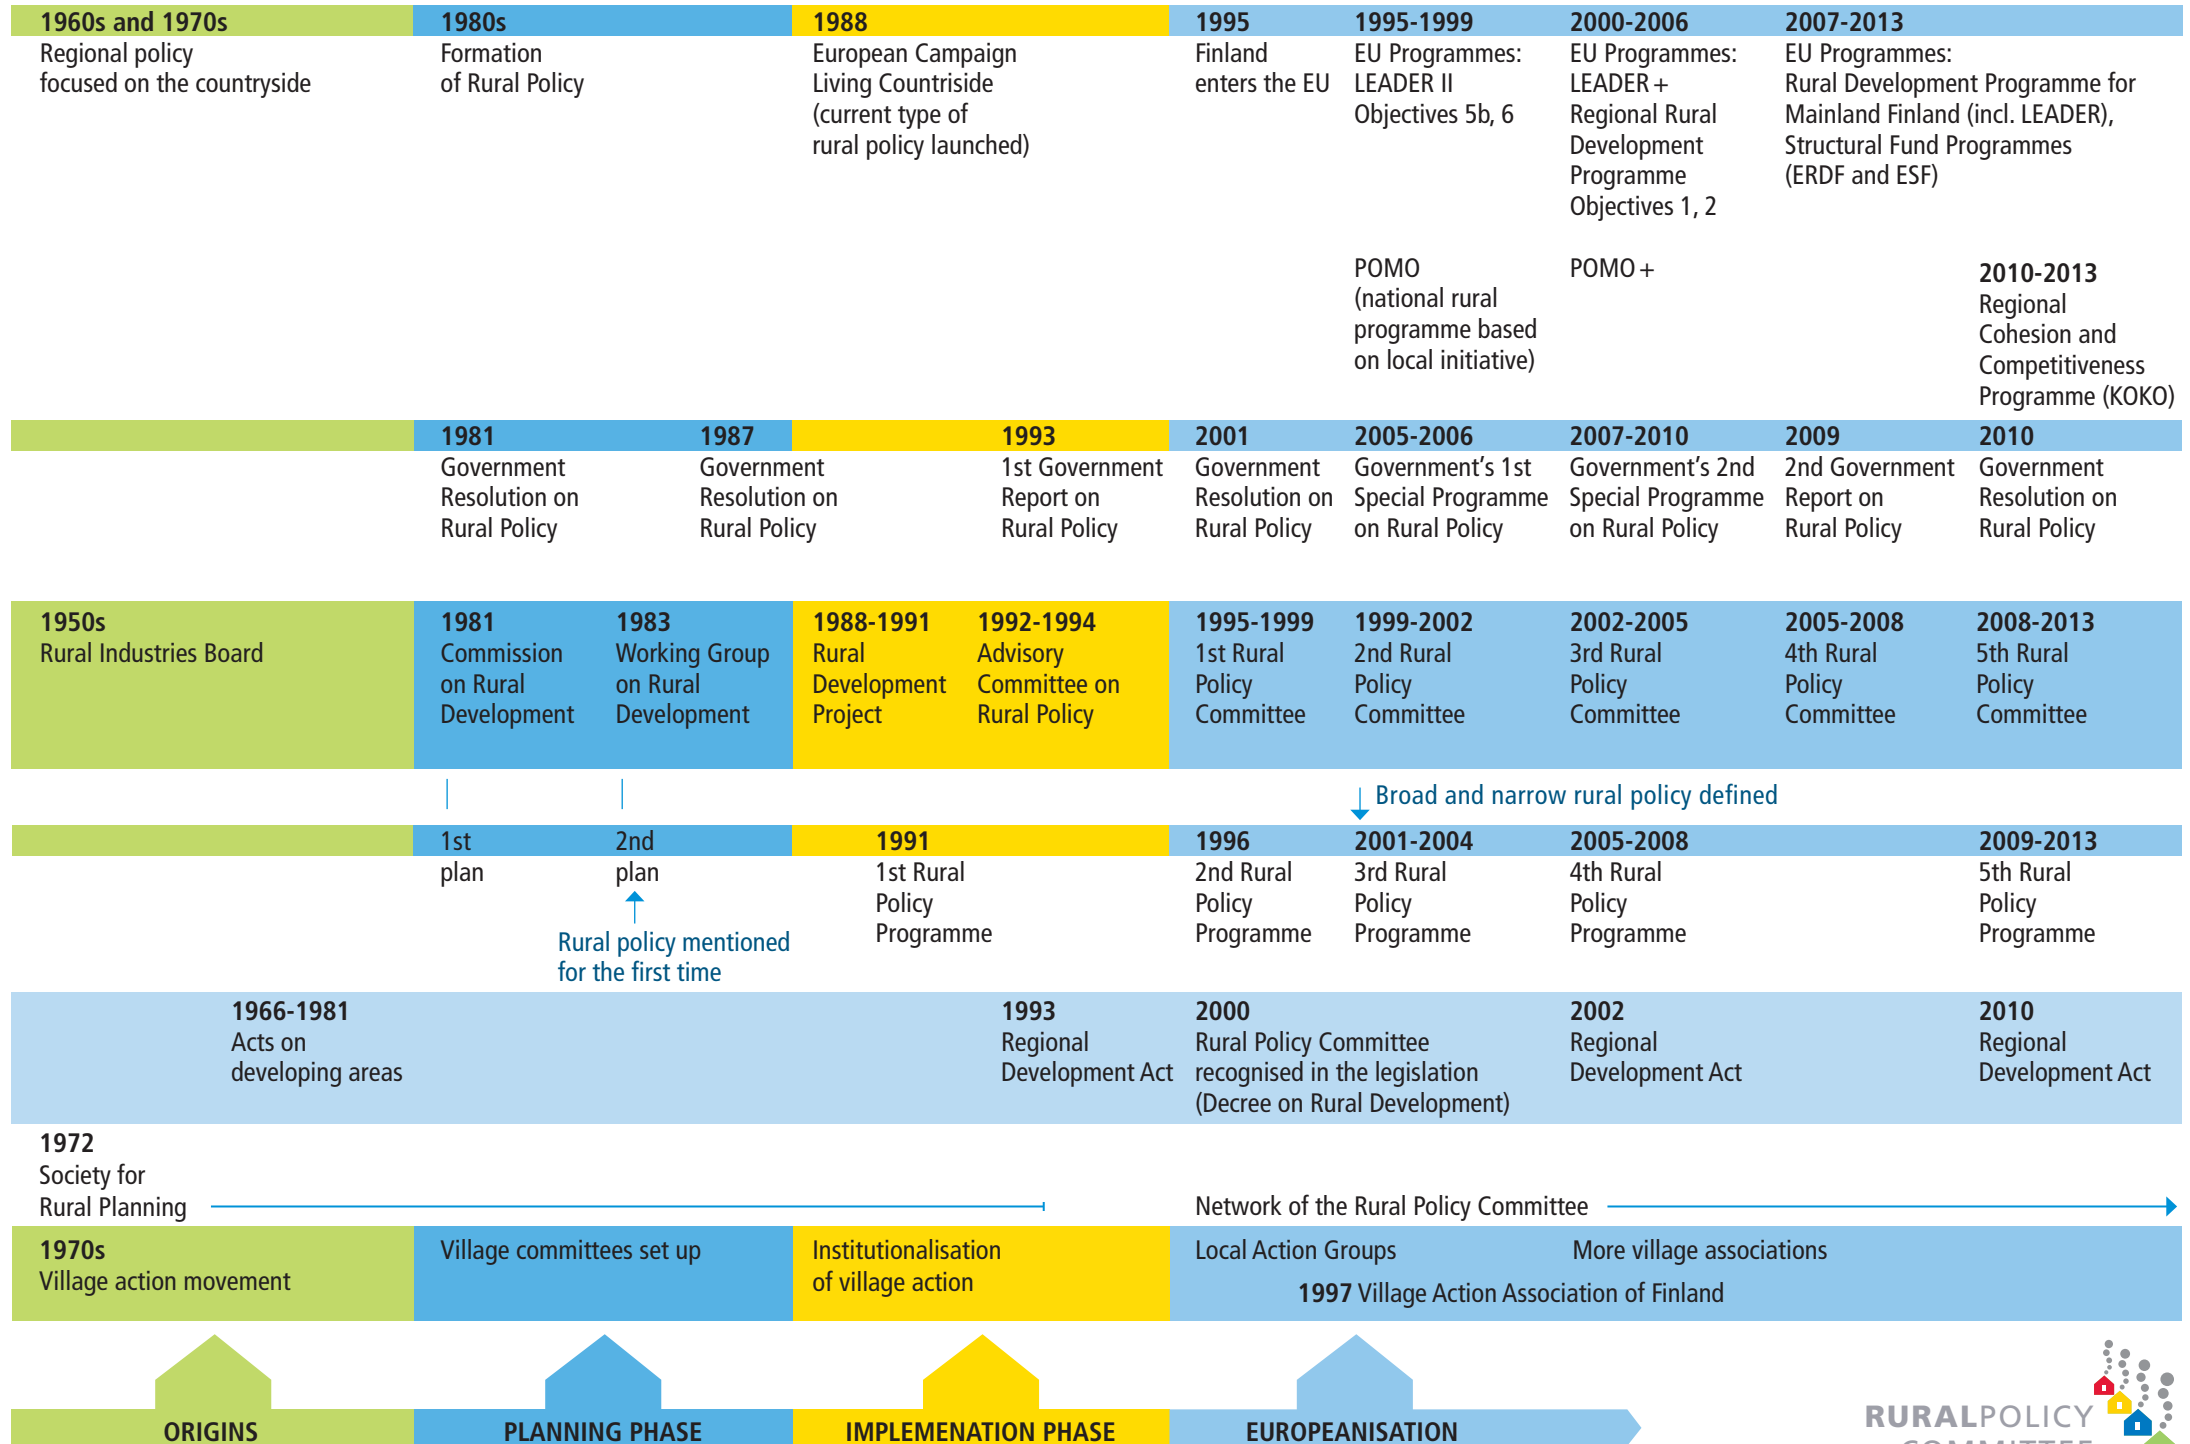 1960s and 1970s
Regional policy
focused on the countryside
1980s
Formation
of Rural Policy
1988
European Campaign
Living Countriside
(current type of
rural policy launched)
1995
Finland
enters the EU
1995-1999
EU Programmes:
LEADER II
Objectives 5b, 6
POMO
(national rural
programme based
on local initiative)
2000-2006
EU Programmes:
LEADER+
Regional Rural
Development
Programme
Objectives 1, 2
POMO+
2007-2013
EU Programmes:
Rural Development Programme for
Mainland Finland (incl. LEADER),
Structural Fund Programmes
(ERDF and ESF)
2010-2013
Regional
Cohesion and
Competitiveness
Programme (KOKO)
1981
Government
Resolution on
Rural Policy
1987
Government
Resolution on
Rural Policy
1993
1st Government
Report on
Rural Policy
2001
Government
Resolution on
Rural Policy
2005-2006
Government's 1st
Special Programme
on Rural Policy
2007-2010
Government's 2nd
Special Programme
on Rural Policy
2009
2nd Government
Report on
Rural Policy
2010
Government
Resolution on
Rural Policy
1950s
Rural Industries Board
1981
Commission
on Rural
Development
1983
Working Group
on Rural
Development
1988-1991
Rural
Development
Project
1992-1994
Advisory
Committee on
Rural Policy
1995-1999
1st Rural
Policy
Committee
1999-2002
2nd Rural
Policy
Committee
2002-2005
3rd Rural
Policy
Committee
2005-2008
4th Rural
Policy
Committee
2008-2013
5th Rural
Policy
Committee
Broad and narrow rural policy defined
1st
plan
2nd
plan
Rural policy mentioned
for the first time
1991
1st Rural
Policy
Programme
1996
2nd Rural
Policy
Programme
2001-2004
3rd Rural
Policy
Programme
2005-2008
4th Rural
Policy
Programme
2009-2013
5th Rural
Policy
Programme
1966-1981
Acts on
developing areas
1993
Regional
Development Act
2000
Rural Policy Committee
recognised in the legislation
(Decree on Rural Development)
2002
Regional
Development Act
2010
Regional
Development Act
1972
Society for
Rural Planning
Network of the Rural Policy Committee
1970s
Village action movement
Village committees set up
Institutionalisation
of village action
Local Action Groups
More village associations
1997 Village Action Association of Finland
ORIGINS
PLANNING PHASE
IMPLEMENATION PHASE
EUROPEANISATION
RURALPOLICY
COMMITTEE